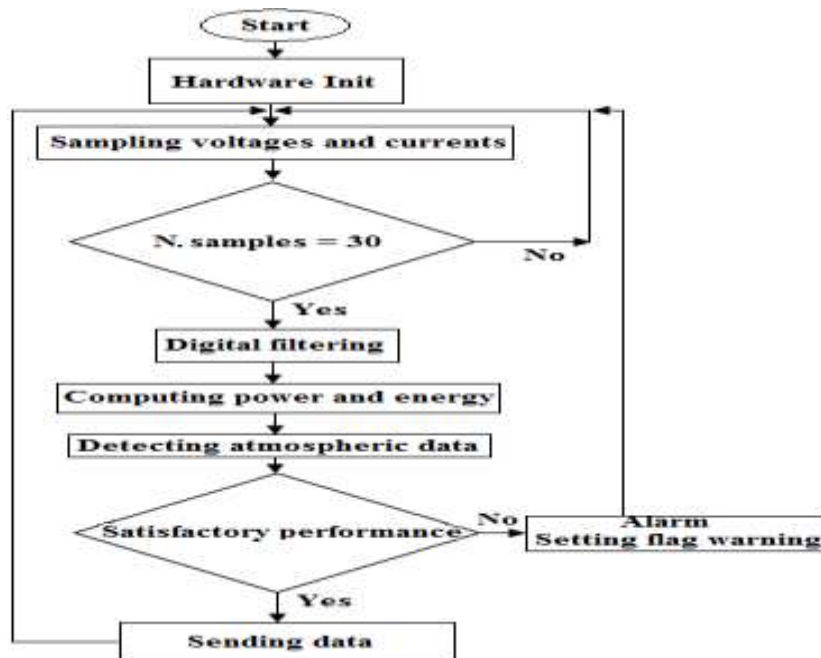 Start
Hardware Init
Sampling voltages and currents
N. samples = 30
No
Yes
Digital filtering
Computing power and energy
Detecting atmospheric data
Satisfactory performance
No
Alarm
Setting flag warning
Yes
Sending data